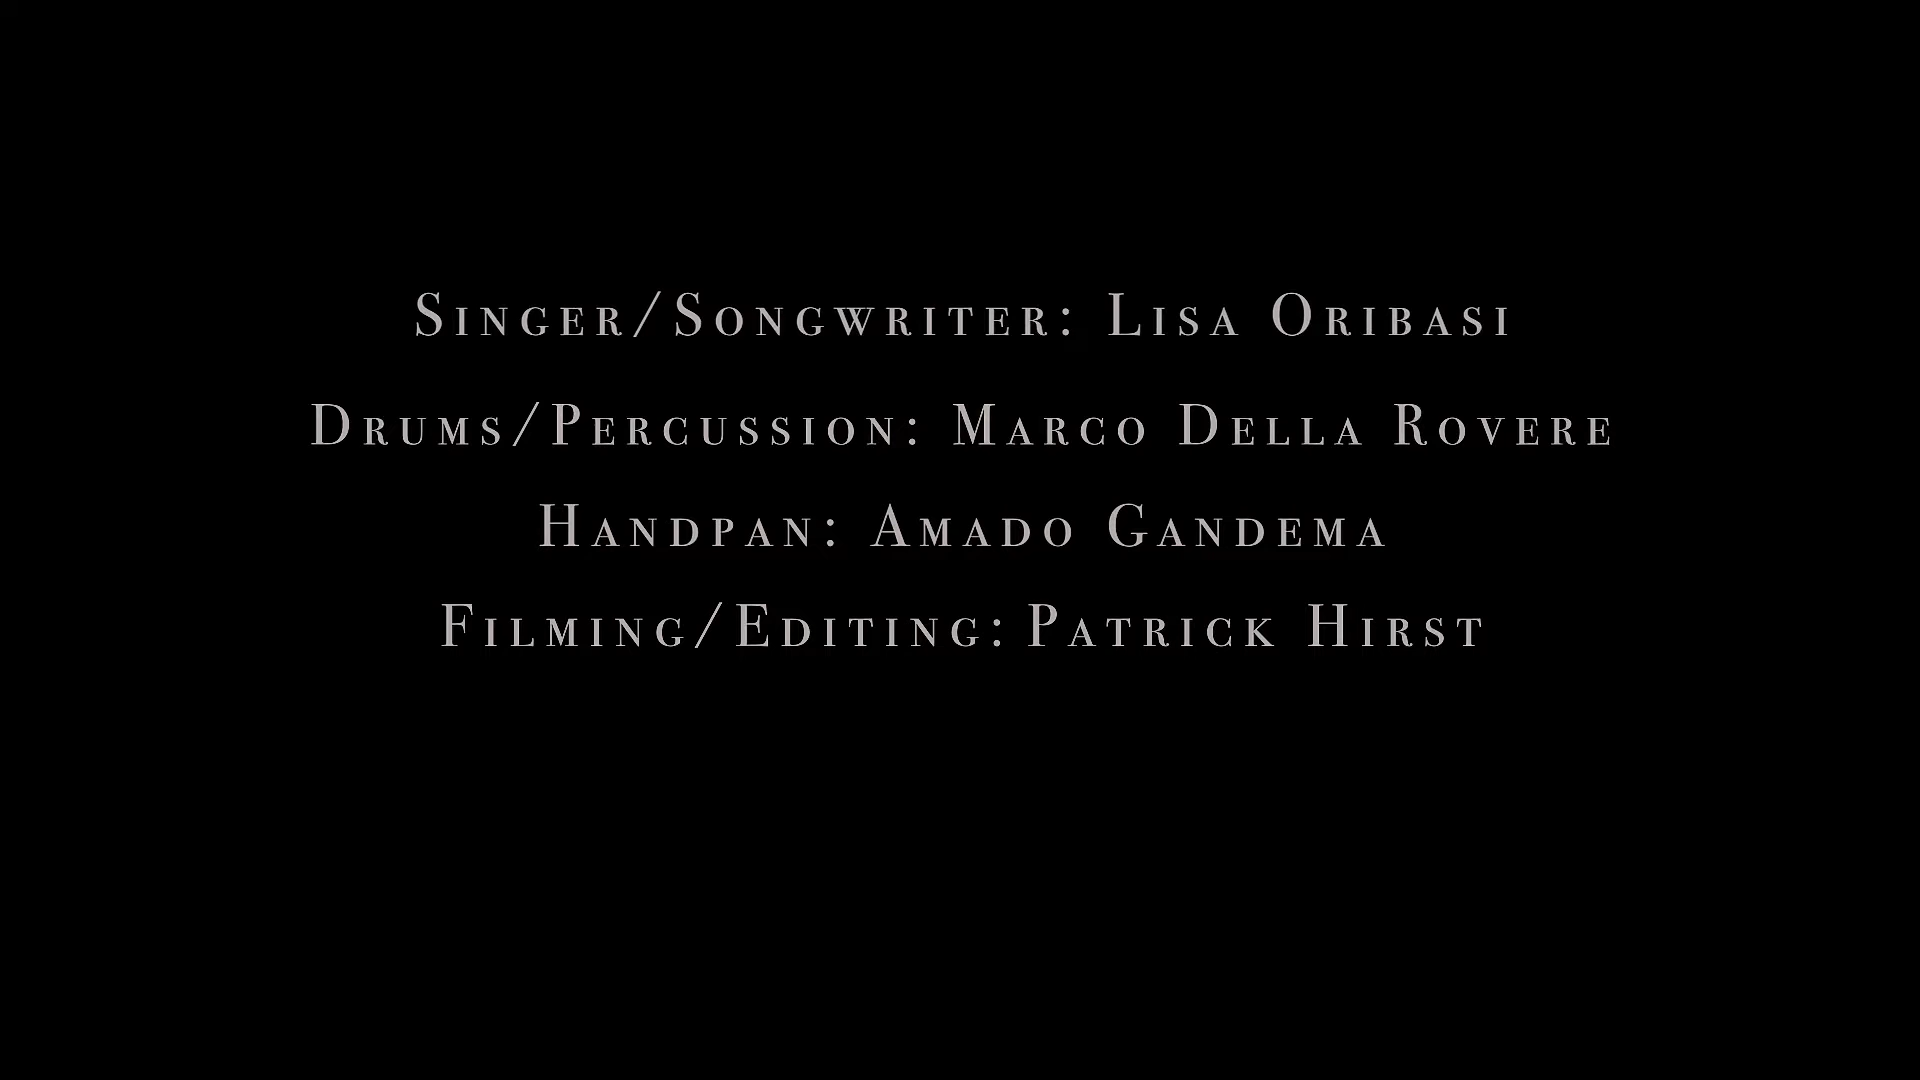 Singer/Songwriter: Lisa Oribasi
Drums/Percussion: Marco Della Rovere
Handpan: Amado Gandema
Filming/Editing: Patrick Hirst